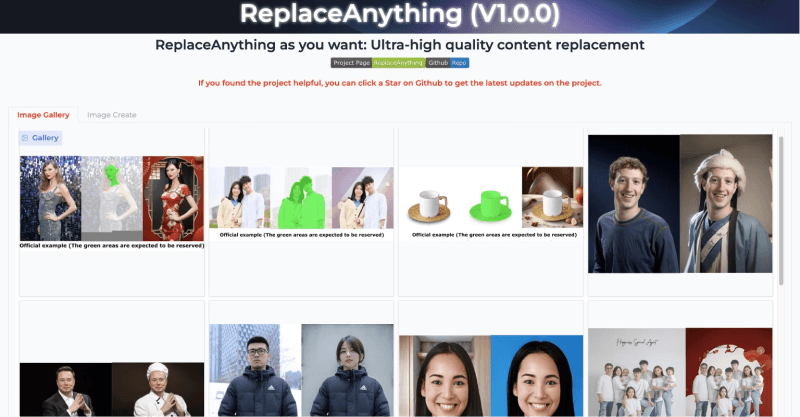 ReplaceAnything (V1.0.0)
ReplaceAnything as you want: Ultra-high quality content replacement
Project Page ReplaceAnything Github Repo
If you found the project helpful, you can click a Star on Github to get the latest updates on the project.
Image Gallery Image Create
Gallery
Official example (The green areas are expected to be reserved)
Official example (The green areas are expected to be reserved)
Official example (The green areas are expected to be reserved)
adidas
adidas